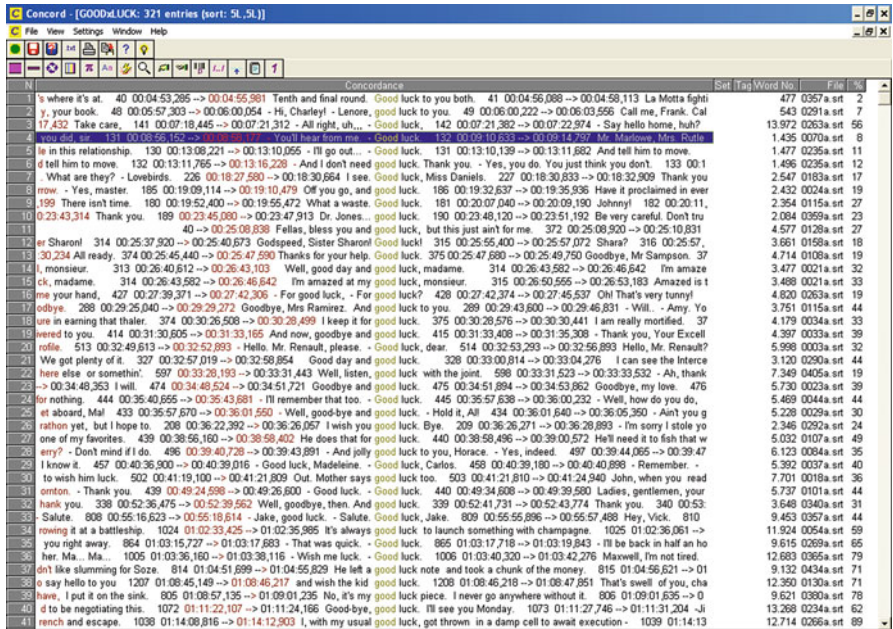 Concord - [GOODxLUCK: 321 entries (sort: 5L,5L)]
File View Settings Window Help
N Concordance Set Tag Word No. File %
1 's where it's at. 40 00:04:53,285 --> 00:04:55,981 Tenth and final round. Good luck to you both. 41 00:04:56,088 --> 00:04:58,113 La Motta fighti 477 0357a.srt 2
2 y, your book. 48 00:05:57,303 --> 00:06:00,054 - Hi, Charley! - Lenore, good luck to you. 49 00:06:00,222 --> 00:06:03,556 Call me, Frank. Cal 543 0291a.srt 7
3 17,432 Take care, 141 00:07:18,445 --> 00:07:21,312 - All right, uh,,, - Good luck, 142 00:07:21,382 --> 00:07:22,974 - Say hello home, huh? 13.972 0263a.srt 56
4 you did, sir. 131 00:08:56,152 --> 00:08:58,177 - You'll hear from me. - Good luck. 132 00:09:10,633 --> 00:09:14,797 Mr. Marlowe, Mrs. Rutle 1.435 0070a.srt 8
5 le in this relationship. 130 00:13:08,221 --> 00:13:10,055 - I'll go out... - Good luck. 131 00:13:10,139 --> 00:13:11,682 And tell him to move. 1.477 0235a.srt 11
6 d tell him to move. 132 00:13:11,765 --> 00:13:16,228 - And I don't need good luck. Thank you. - Yes, you do. You just think you don't. 133 00:1 1.496 0235a.srt 12
7 . What are they? - Lovebirds. 226 00:18:27,580 --> 00:18:30,664 I see. Good luck, Miss Daniels. 227 00:18:30,833 --> 00:18:32,909 Thank you 2.547 0183a.srt 17
8 rrow. - Yes, master. 185 00:19:09,114 --> 00:19:10,479 Off you go, and good luck. 186 00:19:32,637 --> 00:19:35,936 Have it proclaimed in ever 2.432 0024a.srt 19
9 ,199 There isn't time. 180 00:19:52,400 --> 00:19:55,472 What a waste. Good luck. 181 00:20:07,040 --> 00:20:09,190 Johnny! 182 00:20:11, 2.354 0115a.srt 27
10 0:23:43,314 Thank you. 189 00:23:45,080 --> 00:23:47,913 Dr. Jones... Good luck. 190 00:23:48,120 --> 00:23:51,192 Be very careful. Don't tru 2.084 0359a.srt 23
11 40 --> 00:25:08,838 Fellas, bless you and good luck, but this just ain't for me. 372 00:25:08,920 --> 00:25:10,831 4.577 0128a.srt 27
12 er Sharon! 314 00:25:37,920 --> 00:25:40,673 Godspeed, Sister Sharon! Good luck! 315 00:25:55,400 --> 00:25:57,072 Shara? 316 00:25:57, 3.661 0158a.srt 18
13 :30,234 All ready. 374 00:25:45,440 --> 00:25:47,590 Thanks for your help. Good luck. 375 00:25:47,680 --> 00:25:49,750 Goodbye, Mr Sampson. 37 4.714 0108a.srt 19
14 l, monsieur. 313 00:26:40,612 --> 00:26:43,103 Well, good day and good luck, madame. 314 00:26:43,582 --> 00:26:46,642 I'm amaze 3.477 0021a.srt 32
15 ck, madame. 314 00:26:43,582 --> 00:26:46,642 I'm amazed at my good luck, monsieur. 315 00:26:50,555 --> 00:26:53,183 Amazed is t 3.488 0021a.srt 32
16 me your hand, 427 00:27:39,371 --> 00:27:42,306 - For good luck, - For good luck? 428 00:27:42,374 --> 00:27:45,537 Oh! That's very tunny! 4.820 0263a.srt 19
17 odbye. 288 00:29:25,040 --> 00:29:29,272 Goodbye, Mrs Ramirez. And Good luck to you. 289 00:29:43,600 --> 00:29:46,831 - Will.. - Amy. Yo 3.751 0115a.srt 44
18 ure in earning that thaler. 374 00:30:26,508 --> 00:30:28,499 I keep it for good luck. 375 00:30:28,576 --> 00:30:30,441 I am really mortified. 37 4.179 0034a.srt 33
19 ivered to you. 414 00:31:30,605 --> 00:31:33,165 And now, goodbye and good luck. 415 00:31:33,408 --> 00:31:35,308 - Thank you, Your Excell 4.397 0033a.srt 39
20 rofile. 513 00:32:49,613 --> 00:32:52,893 - Hello. Mr. Renault, please. - Good luck, dear. 514 00:32:53,293 --> 00:32:56,893 Hello, Mr. Renault? 5.998 0003a.srt 32
21 We got plenty of it. 327 00:32:57,019 --> 00:32:58,854 Good day and good luck. 328 00:33:00,814 --> 00:33:04,276 I can see the Interce 3.120 0290a.srt 44
22 here else or somethin'. 597 00:33:28,193 --> 00:33:31,443 Well, listen, good luck with the joint. 598 00:33:31,523 --> 00:33:33,532 - Ah, thank 7.349 0405a.srt 19
23 --> 00:34:48,353 I will. 474 00:34:48,524 --> 00:34:51,721 Goodbye and good luck. 475 00:34:51,894 --> 00:34:53,862 Goodbye, my love. 476 5.730 0023a.srt 39
24 for nothing. 444 00:35:40,655 --> 00:35:43,681 - I'll remember that too. - Good luck. 445 00:35:57,638 --> 00:36:00,232 - Well, how do you do, 5.469 0044a.srt 44
25 et aboard, Ma! 433 00:35:57,670 --> 00:36:01,550 - Well, good-bye and good luck. - Hold it, Al! 434 00:36:01,640 --> 00:36:05,350 - Ain't you g 5.228 0029a.srt 30
26 rathon yet, but I hope to. 208 00:36:22,392 --> 00:36:26,057 I wish you good luck. Bye. 209 00:36:26,271 --> 00:36:28,893 - I'm sorry I stole yo 2.346 0292a.srt 24
27 one of my favorites. 439 00:38:56,160 --> 00:38:58,402 He does that for good luck. 440 00:38:58,496 --> 00:39:00,572 He'll need it to fish that w 5.032 0107a.srt 49
28 erry? - Don't mind if I do. 496 00:39:40,728 --> 00:39:43,891 - And jolly good luck to you, Horace. - Yes, indeed. 497 00:39:44,065 --> 00:39:47 6.123 0084a.srt 35
29 I know it. 457 00:40:36,900 --> 00:40:39,016 - Good luck, Madeleine. - Good luck, Carlos. 458 00:40:39,180 --> 00:40:40,898 - Remember. - 5.392 0037a.srt 40
30 to wish him luck. 502 00:41:19,100 --> 00:41:21,809 Out. Mother says good luck too. 503 00:41:21,810 --> 00:41:24,940 John, when you read 7.701 0018a.srt 36
31 ornton. - Thank you. 439 00:49:24,598 --> 00:49:26,600 - Good luck. - Good luck. 440 00:49:34,608 --> 00:49:39,580 Ladies, gentlemen, your 5.737 0101a.srt 44
32 hank you. 338 00:52:36,475 --> 00:52:39,562 Well, goodbye, then. And good luck. 339 00:52:41,731 --> 00:52:43,774 Thank you. 340 00:53: 3.648 0340a.srt 31
33 - Salute. 808 00:55:16,623 --> 00:55:18,614 - Jake, good luck. - Salute. Good luck, Jake. 809 00:55:55,896 --> 00:55:57,488 Hey, Vick. 810 9.453 0357a.srt 44
34 rowing it at a battleship. 1024 01:02:33,425 --> 01:02:35,985 It's always good luck to launch something with champagne. 1025 01:02:36,061 --> 11.924 0054a.srt 59
35 you right away. 864 01:03:15,727 --> 01:03:17,683 - That was quick. - Good luck. 865 01:03:17,718 --> 01:03:19,843 - I'll be back in half an ho 9.615 0269a.srt 65
36 her. Ma... Ma... 1005 01:03:36,160 --> 01:03:38,116 - Wish me luck. - Good luck. 1006 01:03:40,320 --> 01:03:42,276 Maxwell, I'm not tired. 12.683 0365a.srt 79
37 dn't like slumming for Soze. 814 01:04:51,699 --> 01:04:55,829 He left a good luck note and took a chunk of the money. 815 01:04:56,621 --> 01 9.132 0434a.srt 71
38 o say hello to you 1207 01:08:45,149 --> 01:08:46,217 and wish the kid good luck. 1208 01:08:46,218 --> 01:08:47,851 That's swell of you, cha 12.350 0130a.srt 71
39 have, I put it on the sink. 805 01:08:57,135 --> 01:09:01,235 No, it's my good luck piece. I never go anywhere without it. 806 01:09:01,635 --> 0 9.621 0380a.srt 78
40 d to be negotiating this. 1072 01:11:22,107 --> 01:11:24,166 Good-bye, good luck. I'll see you Monday. 1073 01:11:27,746 --> 01:11:31,204 -Ji 13.268 0234a.srt 62
41 rench and escape. 1038 01:14:08,816 --> 01:14:12,903 I, with my usual good luck, got thrown in a damp cell to await execution - 1039 01:14:13 12.714 0266a.srt 89